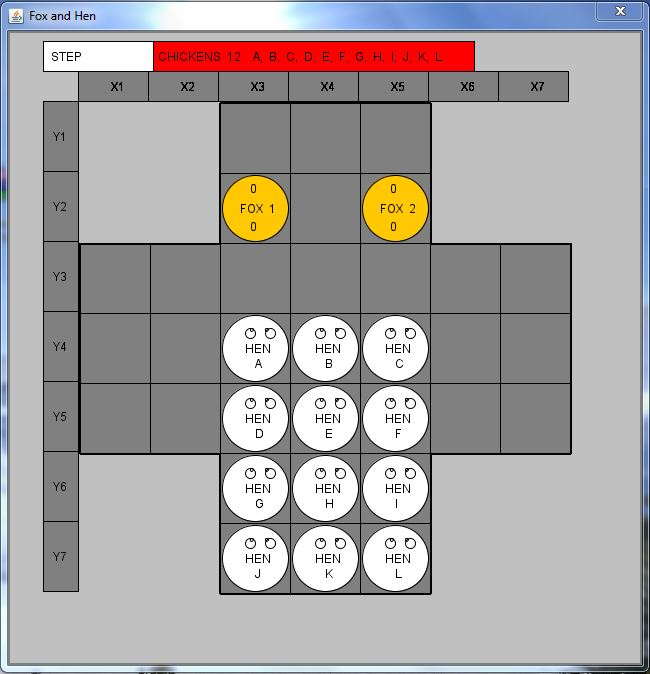 Fox and Hen
STEP CHICKENS 12 A, B, C, D, E, F, G, H, I, J, K, L
X1 X2 X3 X4 X5 X6 X7
Y1
Y2
0 0
FOX 1 FOX 2
0 0
Y3
Y4
HEN HEN HEN
A B C
Y5
HEN HEN HEN
D E F
Y6
HEN HEN HEN
G H I
Y7
HEN HEN HEN
J K L